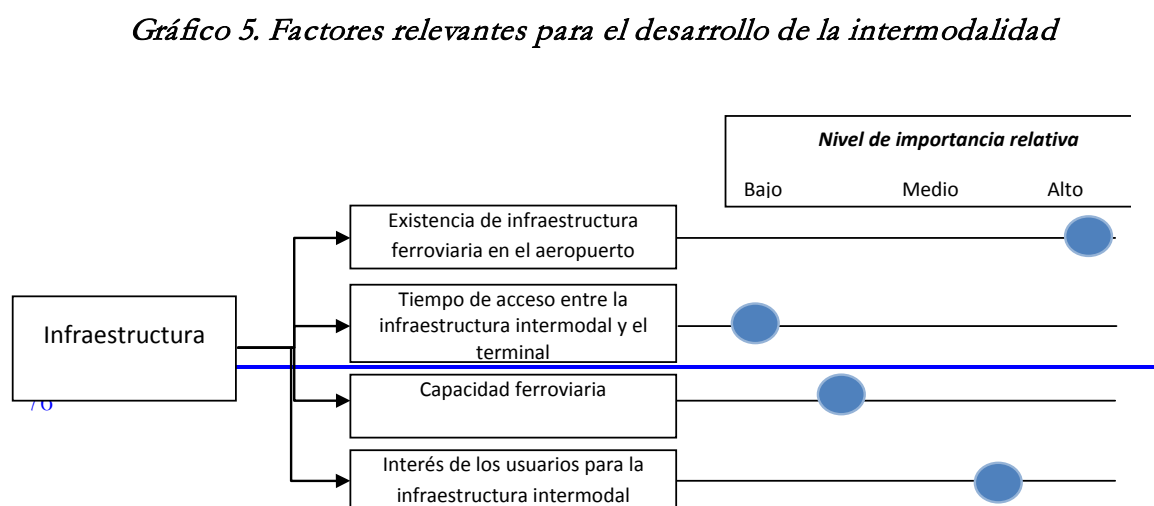 Gráfico 5. Factores relevantes para el desarrollo de la intermodalidad
Nivel de importancia relativa
Bajo Medio Alto
Existencia de infraestructura
ferroviaria en el aeropuerto
Tiempo de acceso entre la
infraestructura intermodal y el
terminal
Infraestructura
Capacidad ferroviaria
Interés de los usuarios para la
infraestructura intermodal